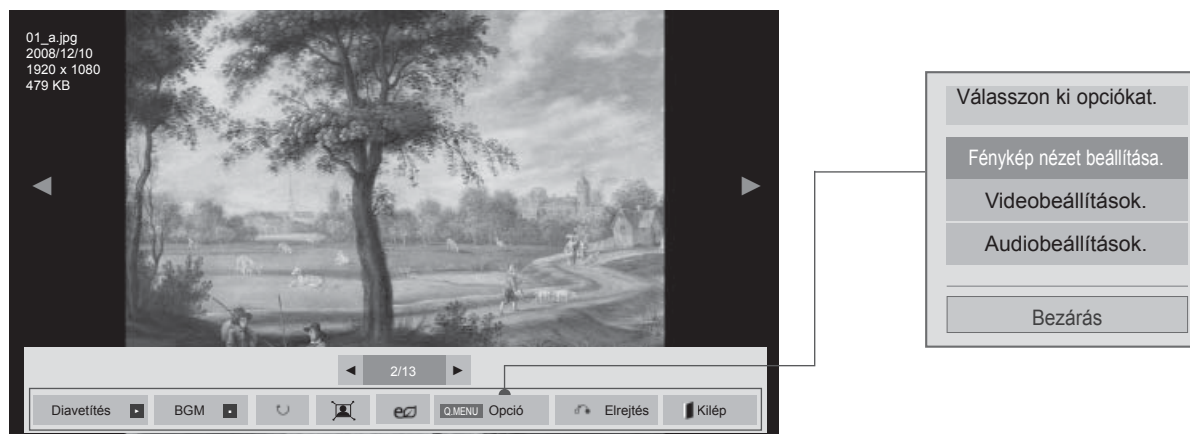 01_a.jpg
2008/12/10
1920 x 1080
479 KB
2/13
Diavetítés
BGM
Q.MENU Opció
Elrejtés
Kilép
Válasszon ki opciókat.
Fénykép nézet beállítása.
Videobeállítások.
Audiobeállítások.
Bezárás